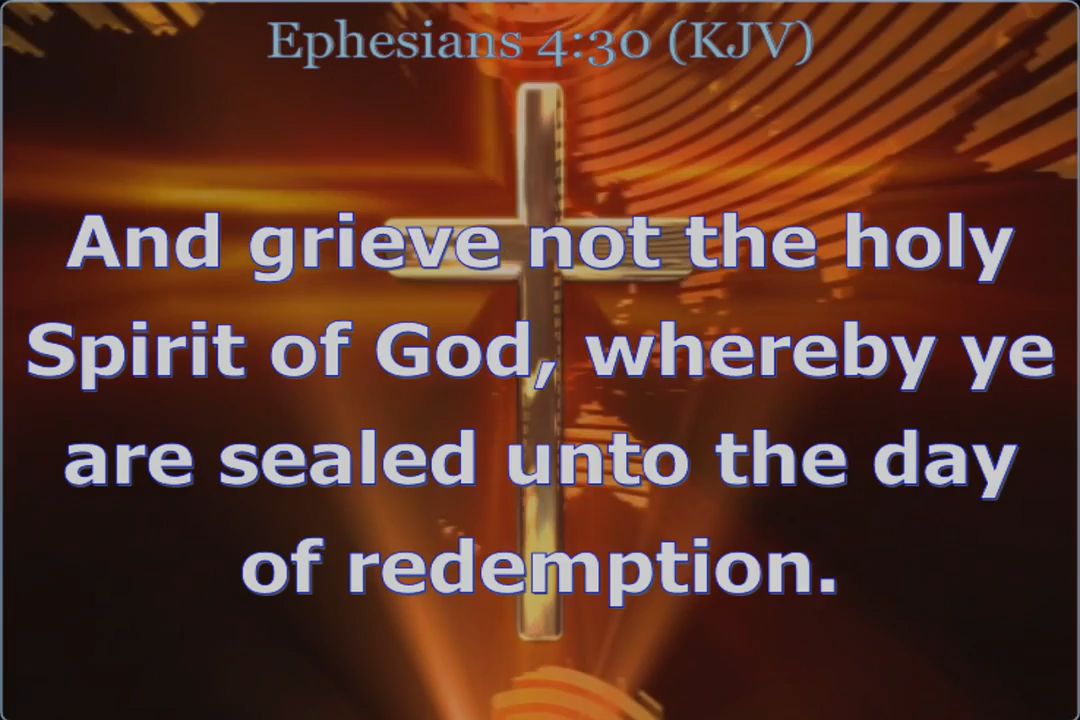 Ephesians 4:30 (KJV)
And grieve not the holy
Spirit of God, whereby ye
are sealed unto the day
of redemption.